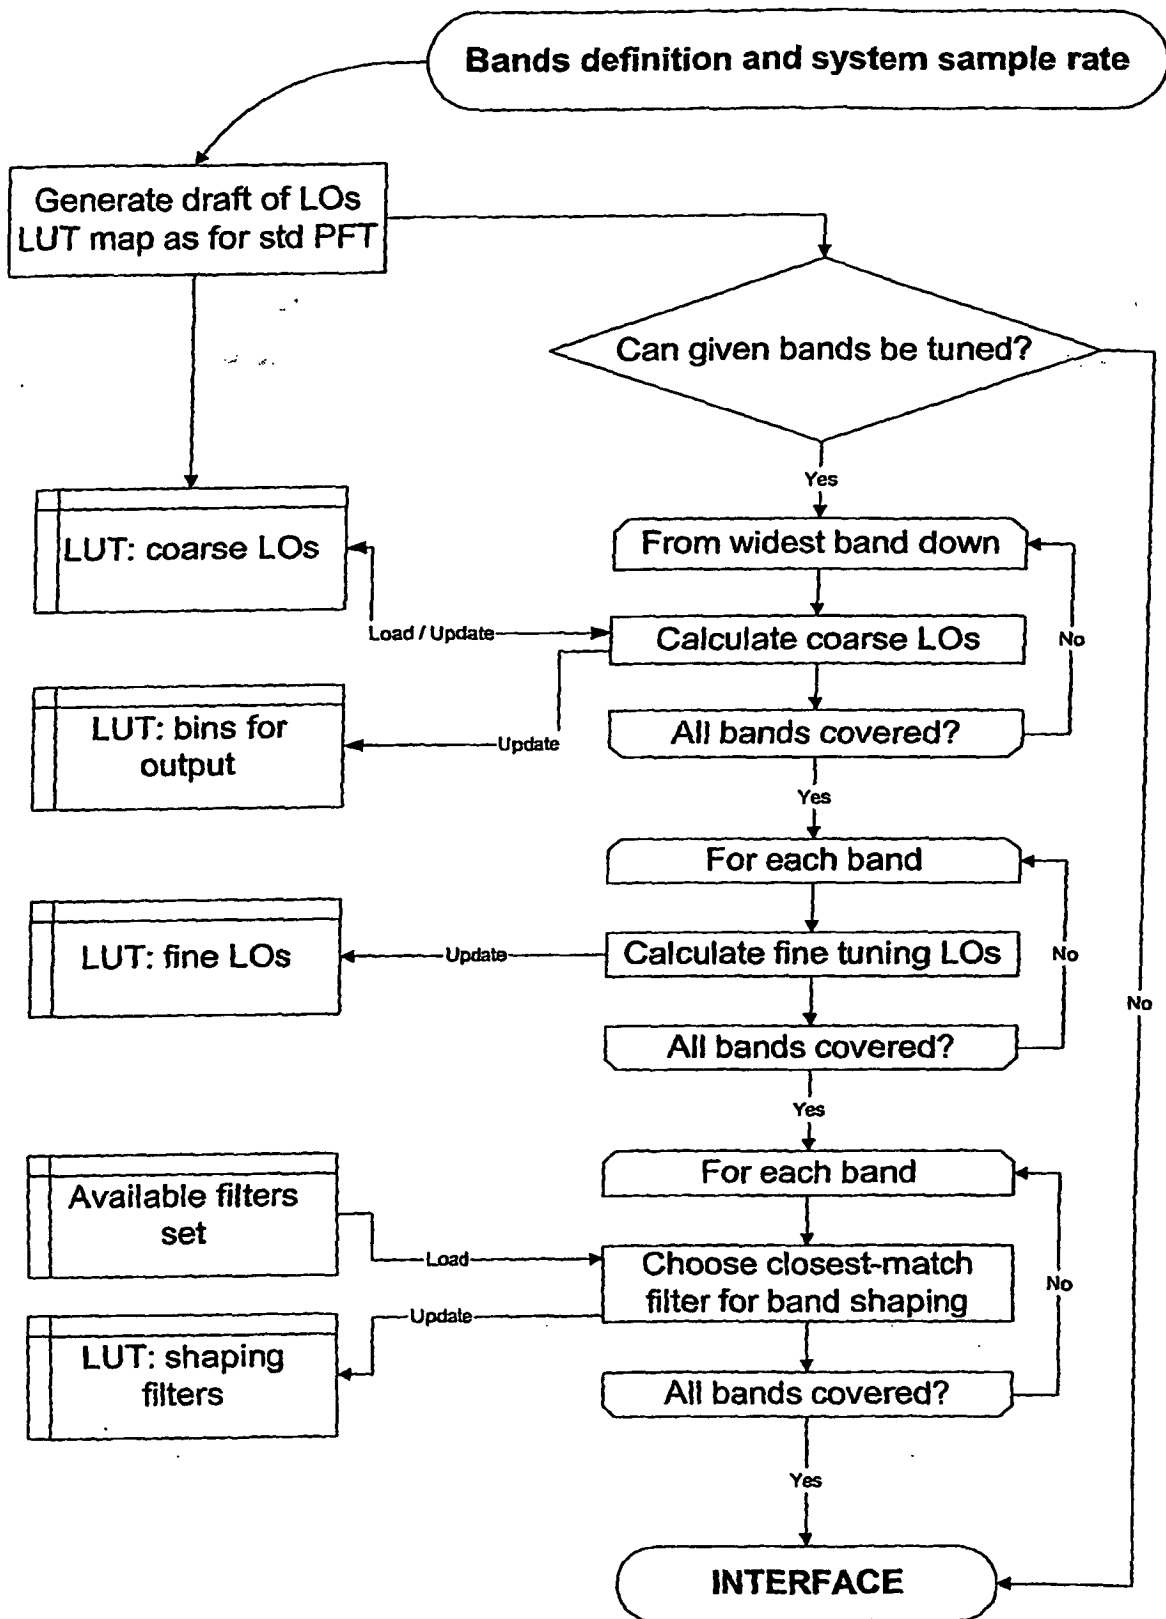 Bands definition and system sample rate
Generate draft of LOs
LUT map as for std PFT
Can given bands be tuned?
Yes
No
From widest band down
LUT: coarse LOs
Load / Update
Calculate coarse LOs
No
LUT: bins for
output
Update
All bands covered?
Yes
For each band
LUT: fine LOs
Update
Calculate fine tuning LOs
No
All bands covered?
Yes
For each band
Available filters
set
Load
Choose closest-match
filter for band shaping
No
Update
LUT: shaping
filters
All bands covered?
Yes
INTERFACE